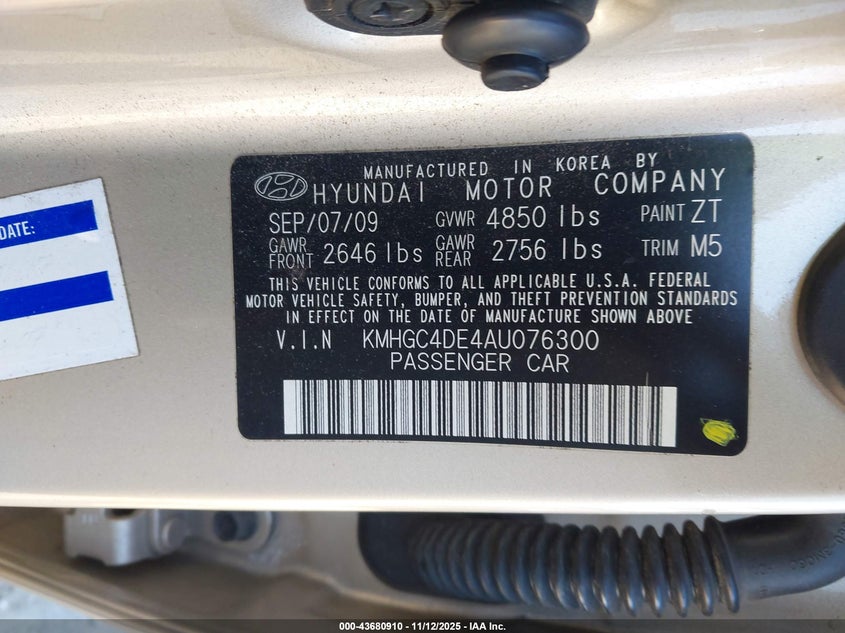 MANUFACTURED IN KOREA BY
HYUNDAI MOTOR COMPANY
SEP/07/09 GVWR 4850 lbs PAINT ZT
GAWR FRONT 2646 lbs GAWR REAR 2756 lbs TRIM M5
THIS VEHICLE CONFORMS TO ALL APPLICABLE U.S.A. FEDERAL
MOTOR VEHICLE SAFETY, BUMPER, AND THEFT PREVENTION STANDARDS
IN EFFECT ON THE DATE OF MANUFACTURE SHOWN ABOVE
V.I.N KMHGC4DE4AU076300
PASSENGER CAR
DATE:
000-43680910 - 11/12/2025 - IAA Inc.